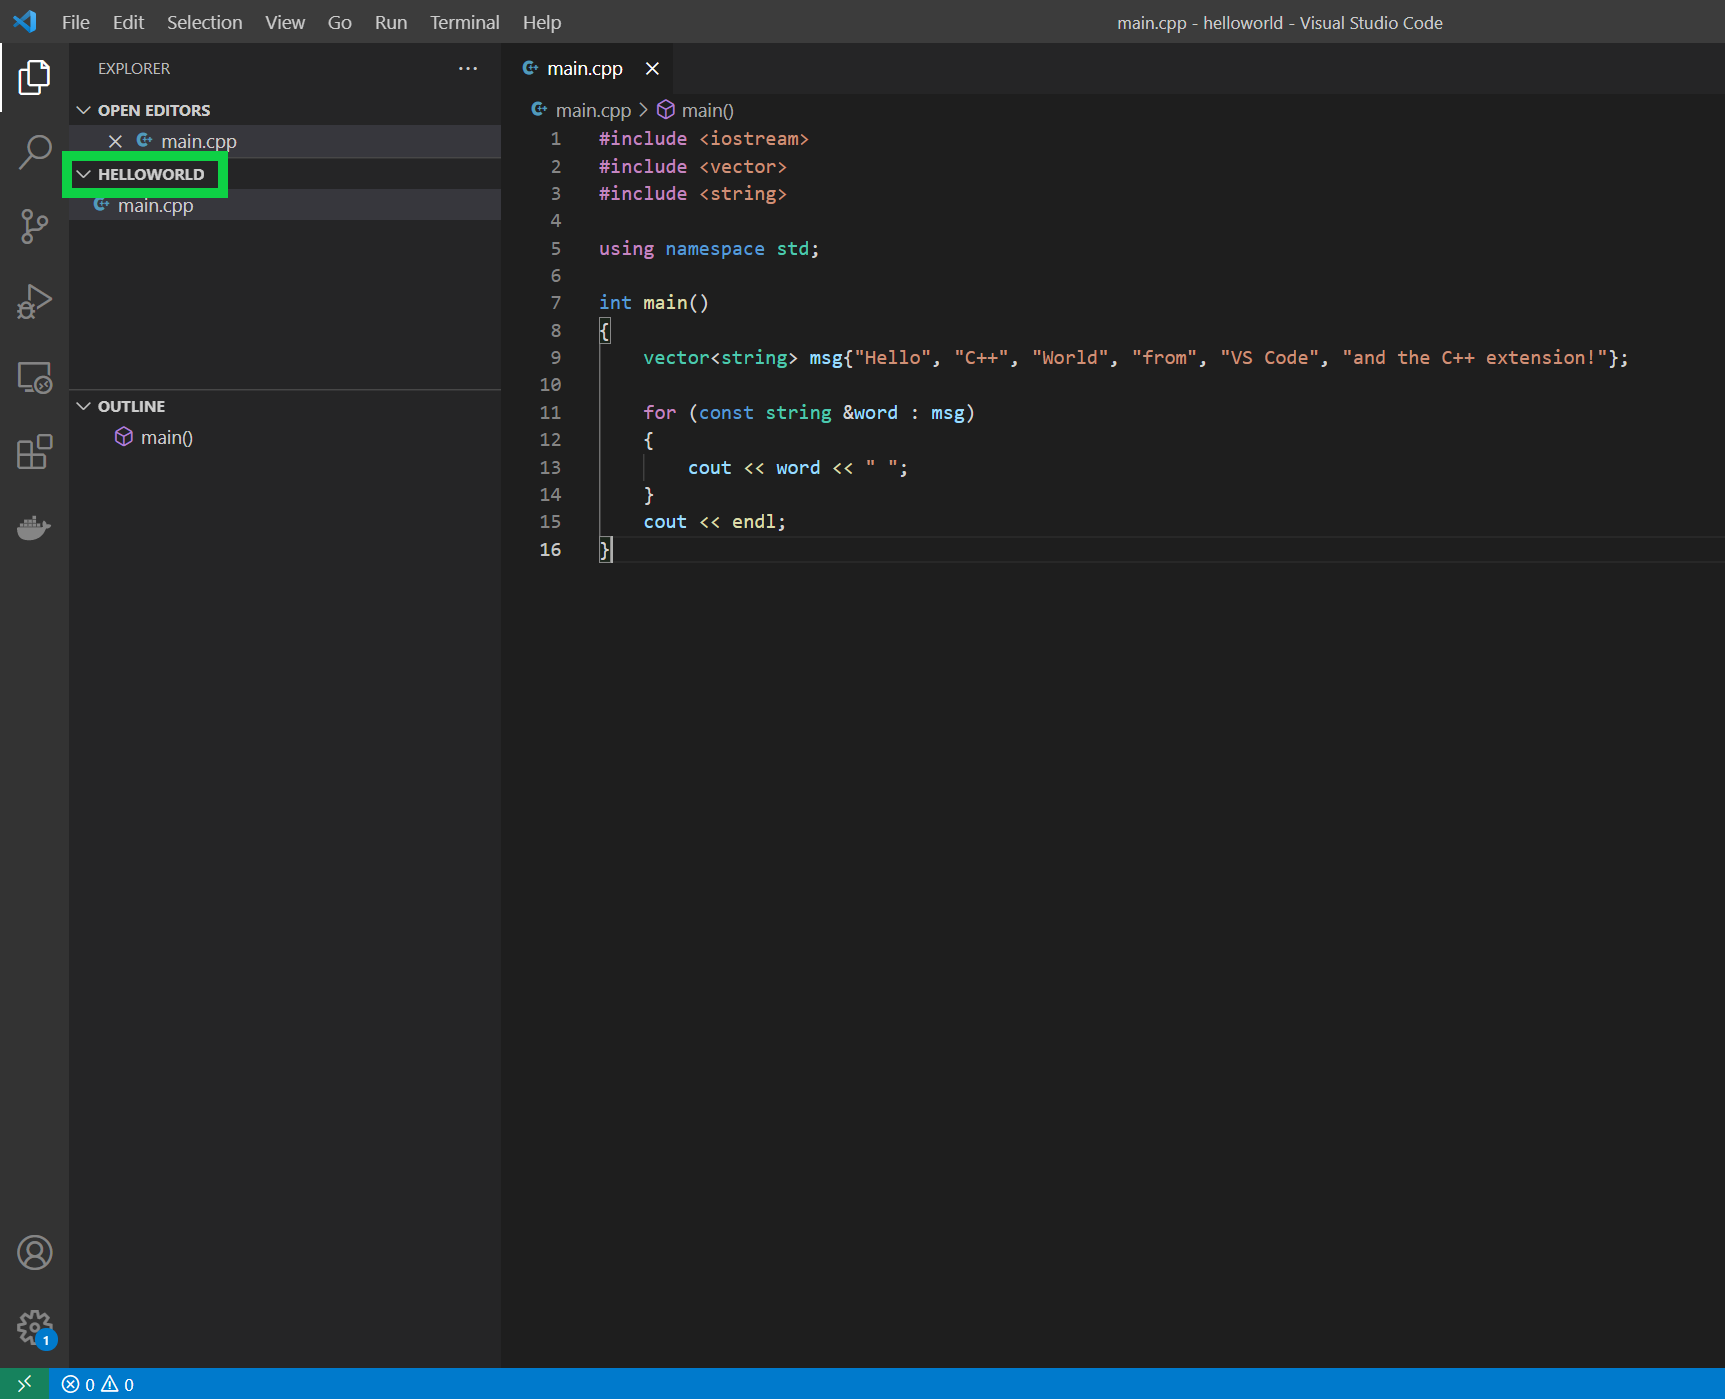 File Edit Selection View Go Run Terminal Help main.cpp - helloworld - Visual Studio Code
EXPLORER ···
OPEN EDITORS
main.cpp
HELLOWORLD
main.cpp
OUTLINE
main()
main.cpp
main.cpp > main()
1 #include <iostream>
2 #include <vector>
3 #include <string>
4
5 using namespace std;
6
7 int main()
8 {
9     vector<string> msg{"Hello", "C++", "World", "from", "VS Code", "and the C++ extension!"};
10
11     for (const string &word : msg)
12     {
13         cout << word << " ";
14     }
15     cout << endl;
16 }
1
0 0